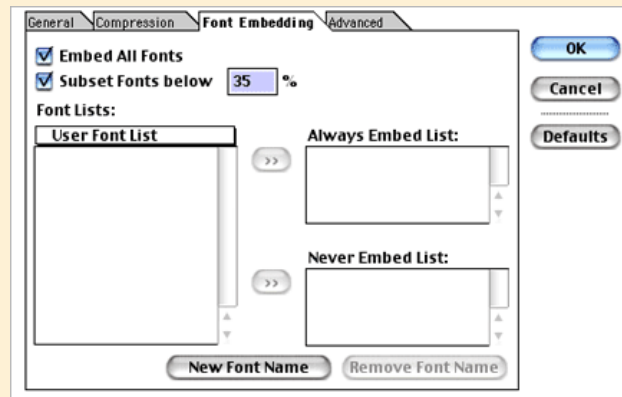 General Compression Font Embedding Advanced
Embed All Fonts
Subset Fonts below 35 %
Font Lists:
User Font List
>>
Always Embed List:
>>
Never Embed List:
New Font Name Remove Font Name
OK
Cancel
Defaults